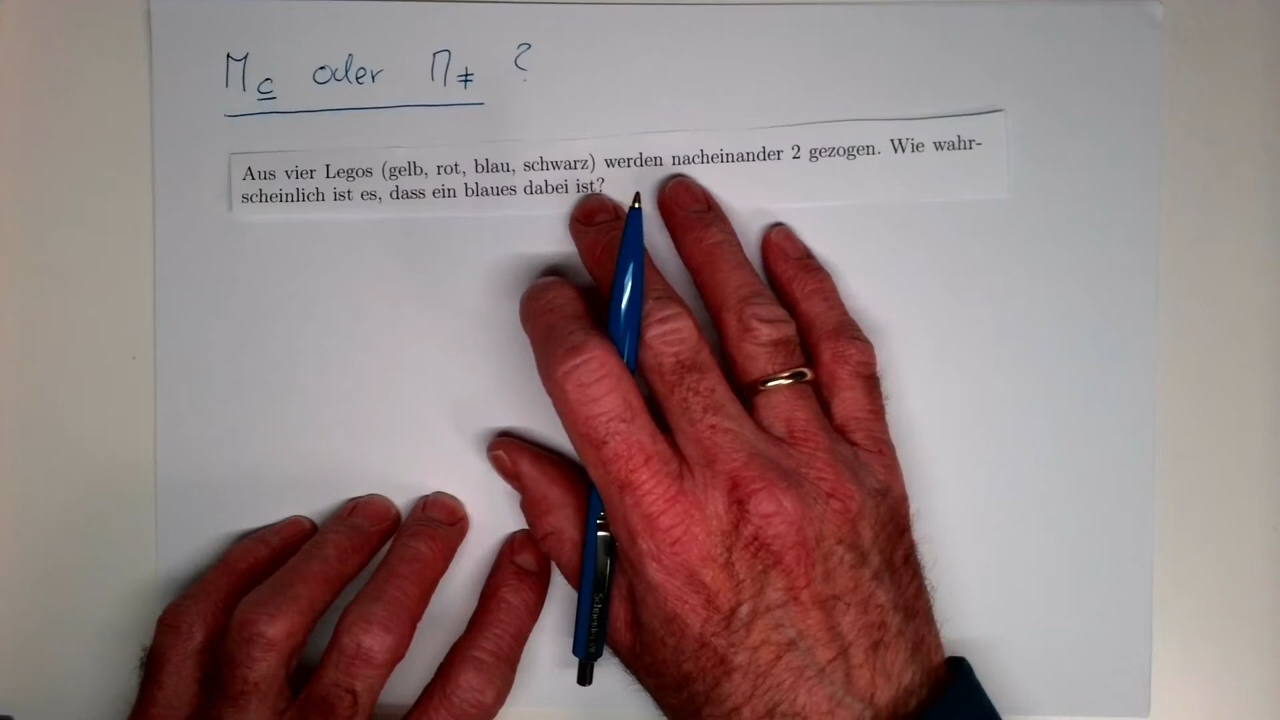 M⊆ oder M≠ ?
Aus vier Legos (gelb, rot, blau, schwarz) werden nacheinander 2 gezogen. Wie wahr-
scheinlich ist es, dass ein blaues dabei ist?